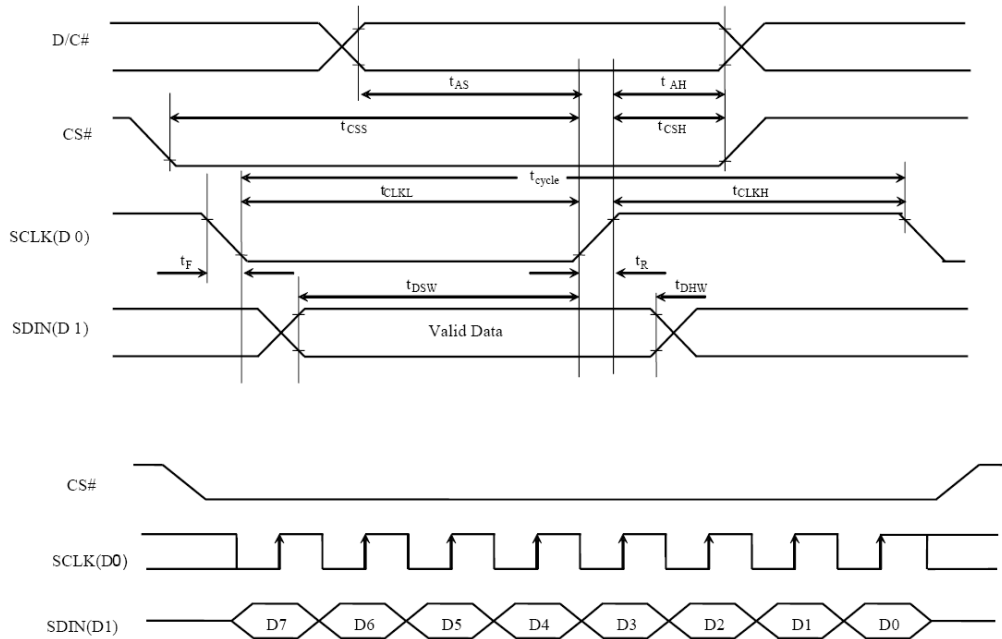 D/C#
tAS
t AH
CS#
tCSS
tCSH
tcycle
tCLKL
tCLKH
SCLK(D 0)
tF
tR
tDSW
tDHW
SDIN(D 1)
Valid Data
CS#
SCLK(D0)
SDIN(D1)
D7 D6 D5 D4 D3 D2 D1 D0